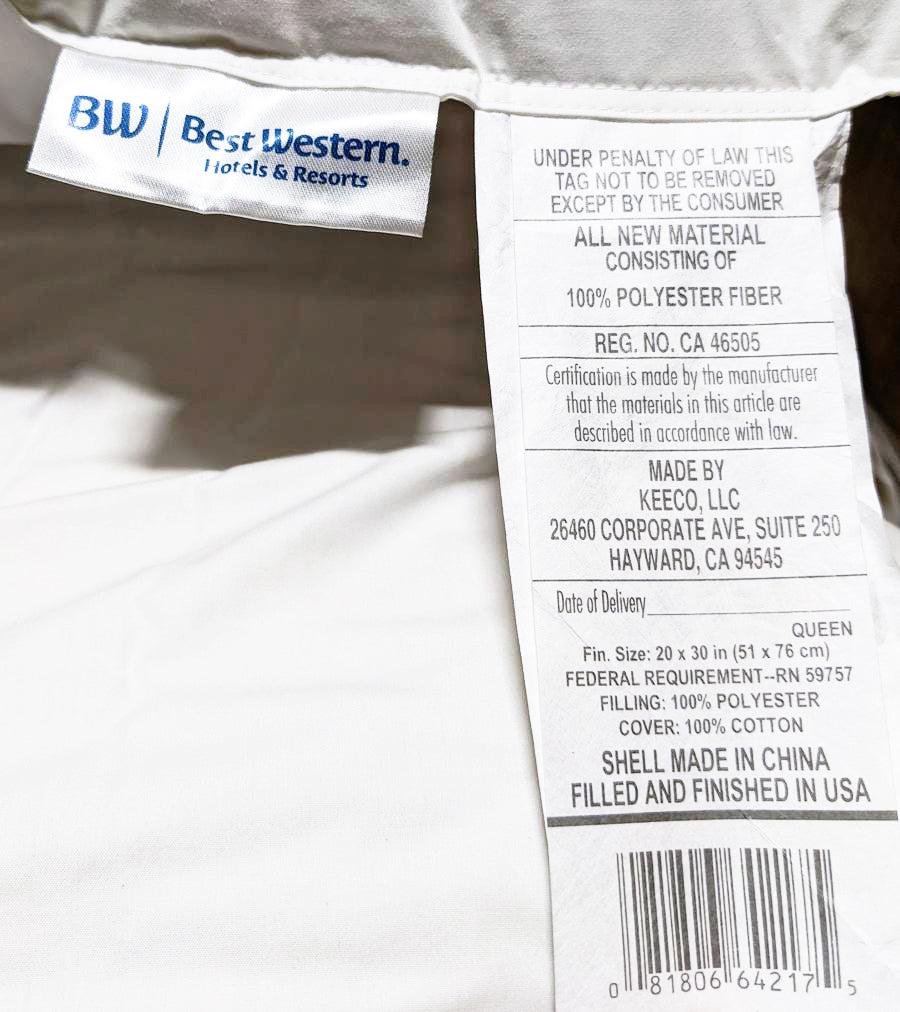 BW | Best Western.
Hotels & Resorts
UNDER PENALTY OF LAW THIS
TAG NOT TO BE REMOVED
EXCEPT BY THE CONSUMER
ALL NEW MATERIAL
CONSISTING OF
100% POLYESTER FIBER
REG. NO. CA 46505
Certification is made by the manufacturer
that the materials in this article are
described in accordance with law.
MADE BY
KEECO, LLC
26460 CORPORATE AVE, SUITE 250
HAYWARD, CA 94545
Date of Delivery
QUEEN
Fin. Size: 20 x 30 in (51 x 76 cm)
FEDERAL REQUIREMENT--RN 59757
FILLING: 100% POLYESTER
COVER: 100% COTTON
SHELL MADE IN CHINA
FILLED AND FINISHED IN USA
0 81806 64217 5